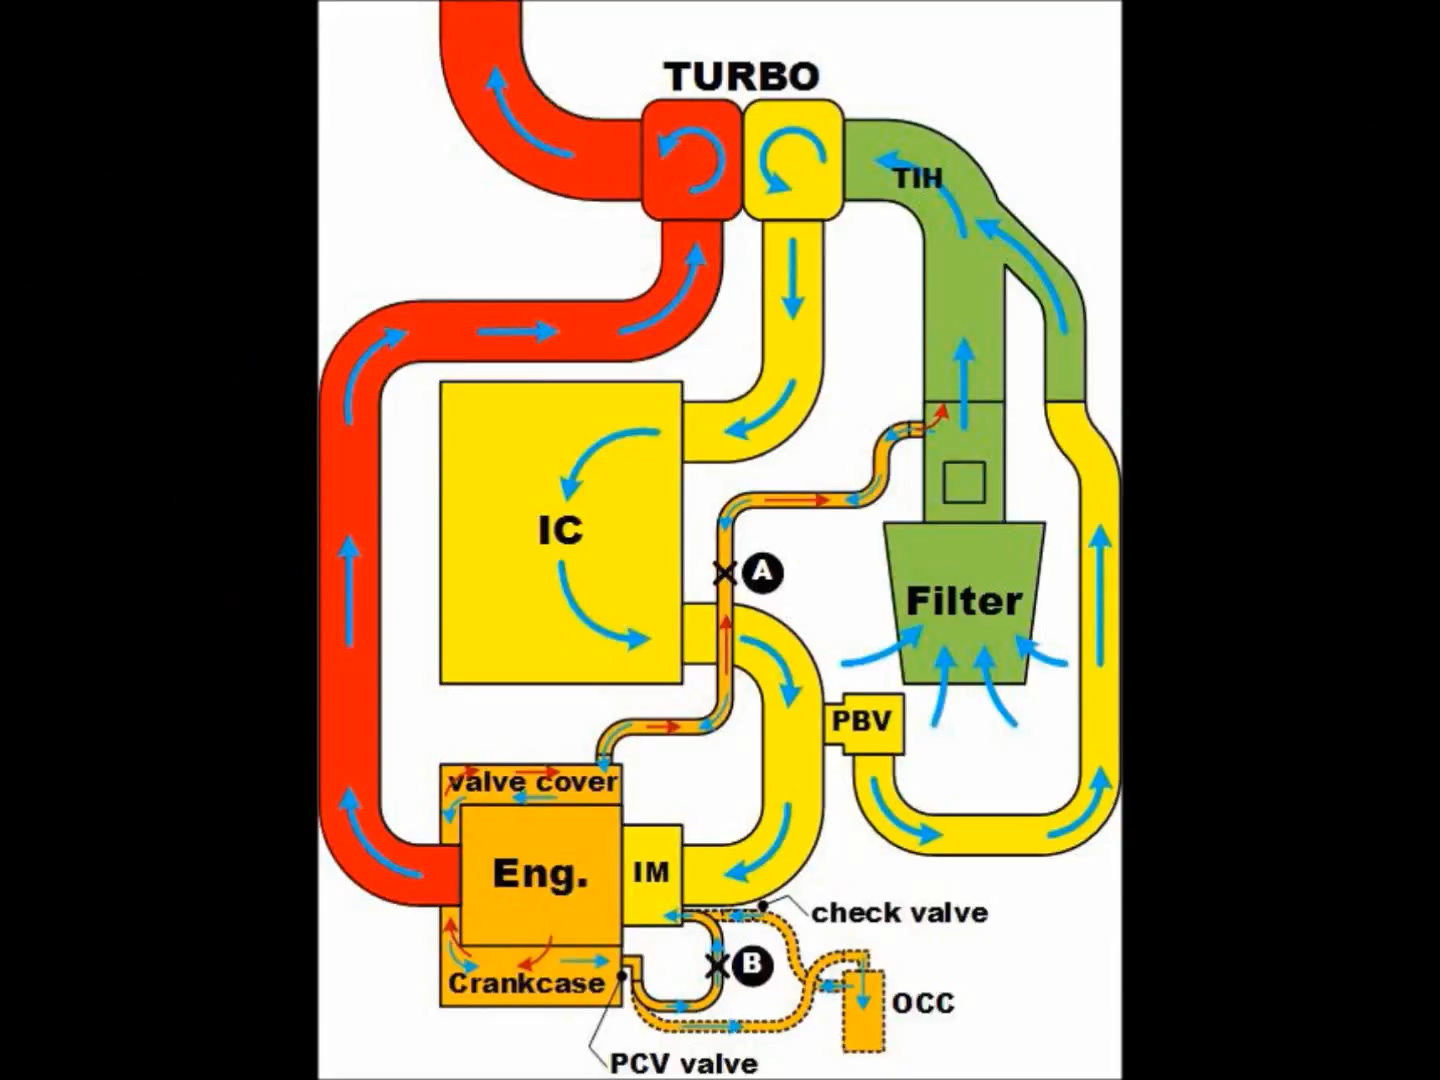 TURBO
TIH
IC
A
Filter
PBV
valve cover
Eng.
IM
check valve
B
Crankcase
OCC
PCV valve